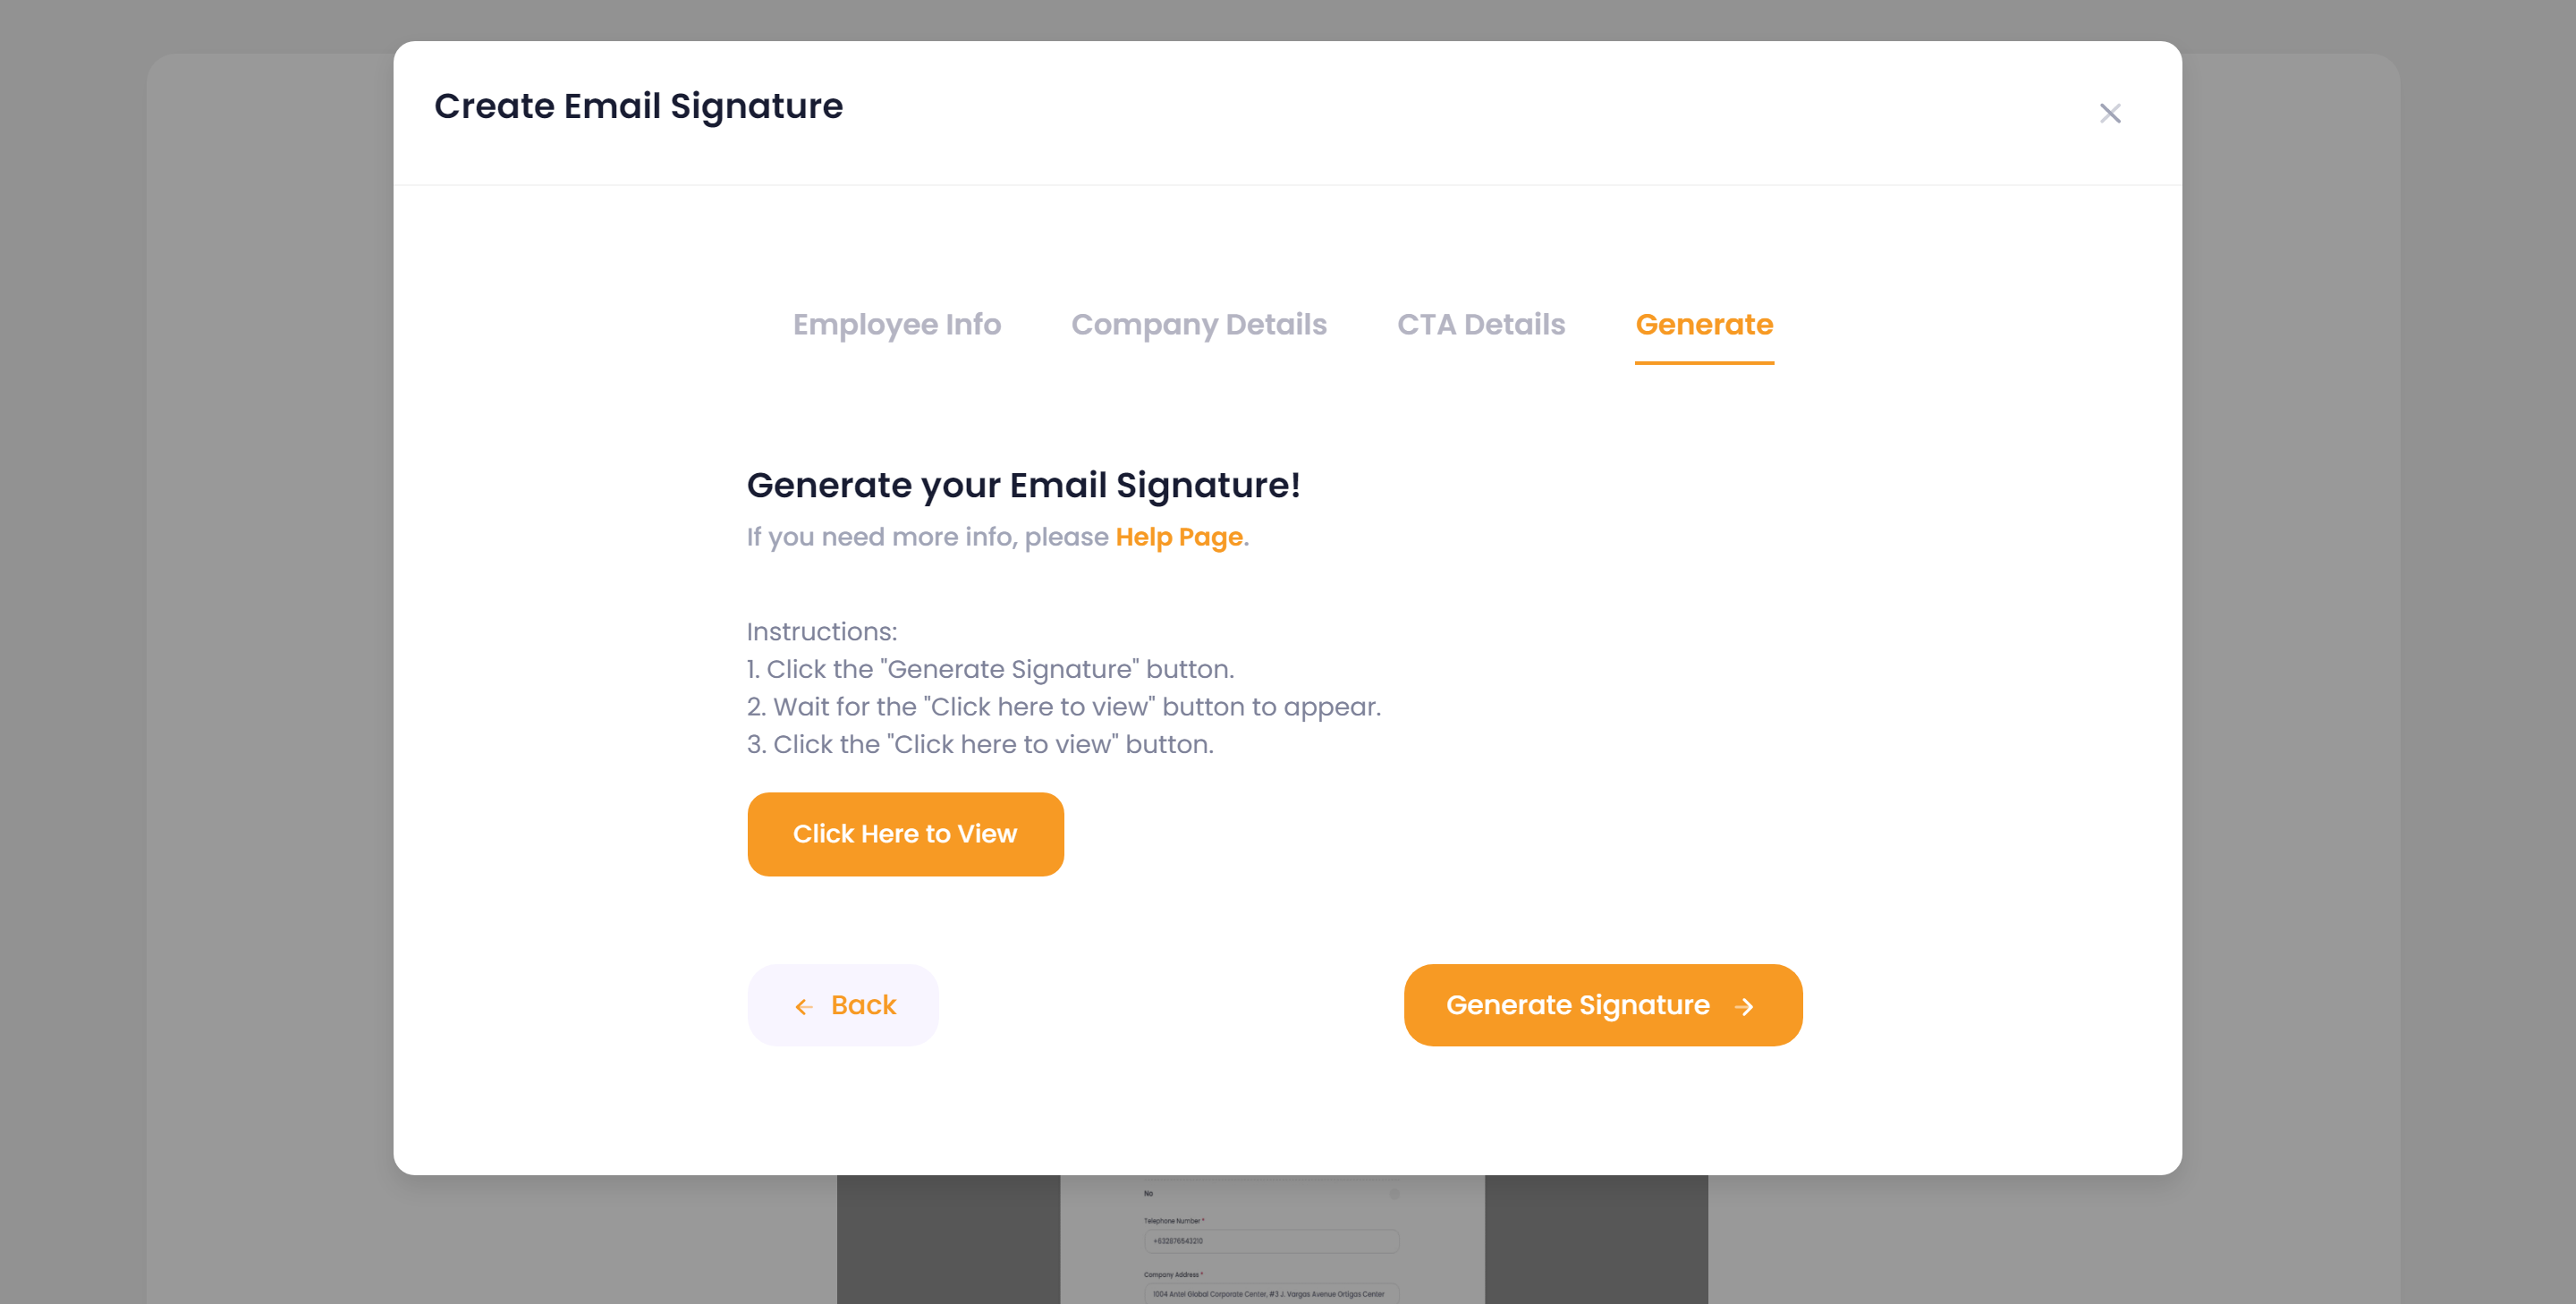 Create Email Signature
Employee Info
Company Details
CTA Details
Generate
Generate your Email Signature!
If you need more info, please Help Page.
Instructions:
1. Click the "Generate Signature" button.
2. Wait for the "Click here to view" button to appear.
3. Click the "Click here to view" button.
Click Here to View
Back
Generate Signature
No
Telephone Number *
+632876543210
Company Address *
1004 Antel Global Corporate Center, #3 J. Vargas Avenue Ortigas Center